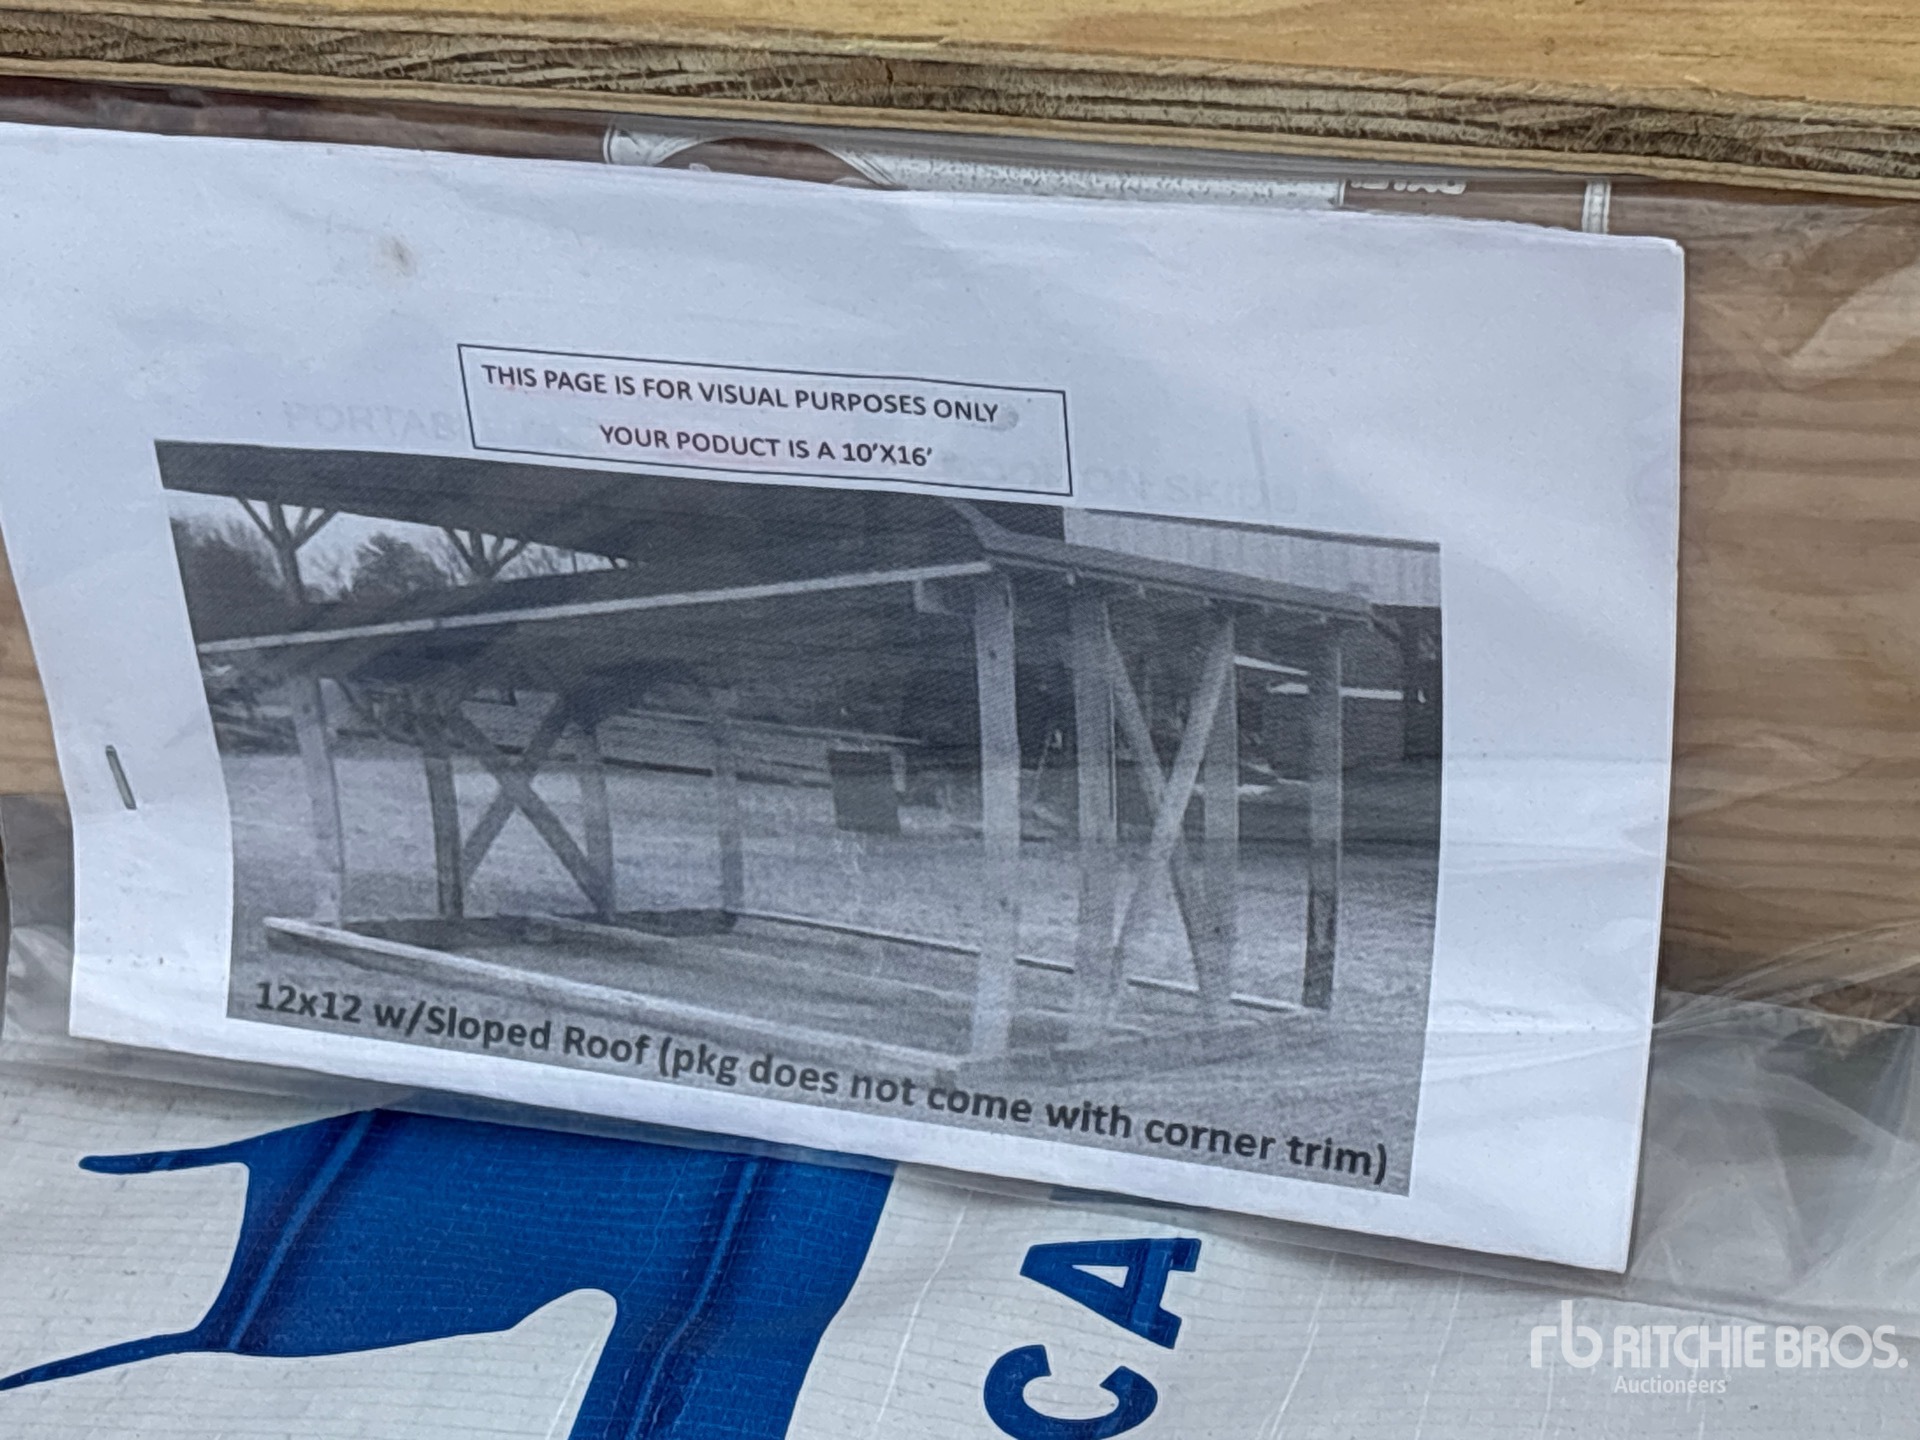 THIS PAGE IS FOR VISUAL PURPOSES ONLY
YOUR PODUCT IS A 10'X16'
12x12 w/Sloped Roof (pkg does not come with corner trim)
CA
rb RITCHIE BROS.
Auctioneers